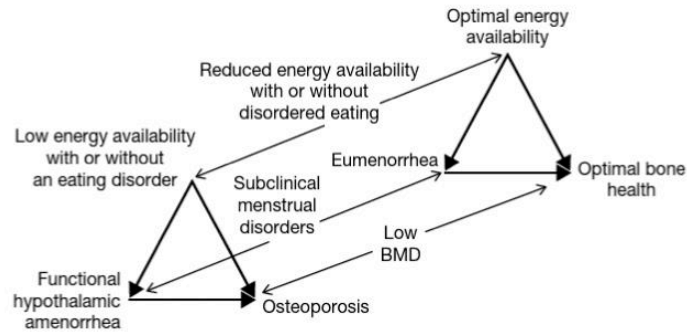 Optimal energy
availability
Reduced energy availability
with or without
disordered eating
Low energy availability
with or without
an eating disorder
Eumenorrhea
Optimal bone
health
Subclinical
menstrual
disorders
Low
BMD
Functional
hypothalamic
amenorrhea
Osteoporosis